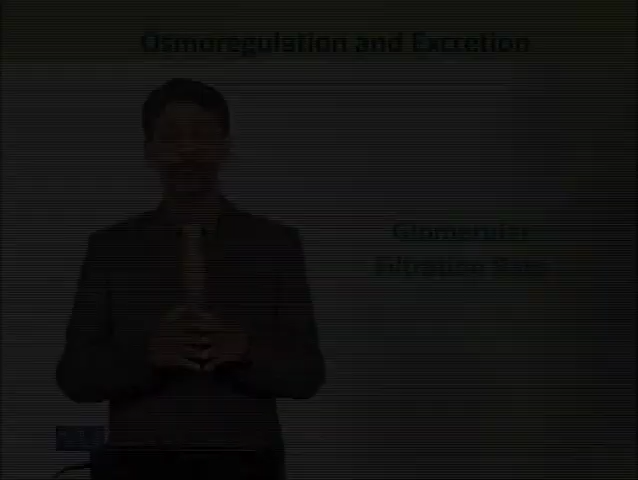 Osmoregulation and Excretion
Glomerular
Filtration Rate